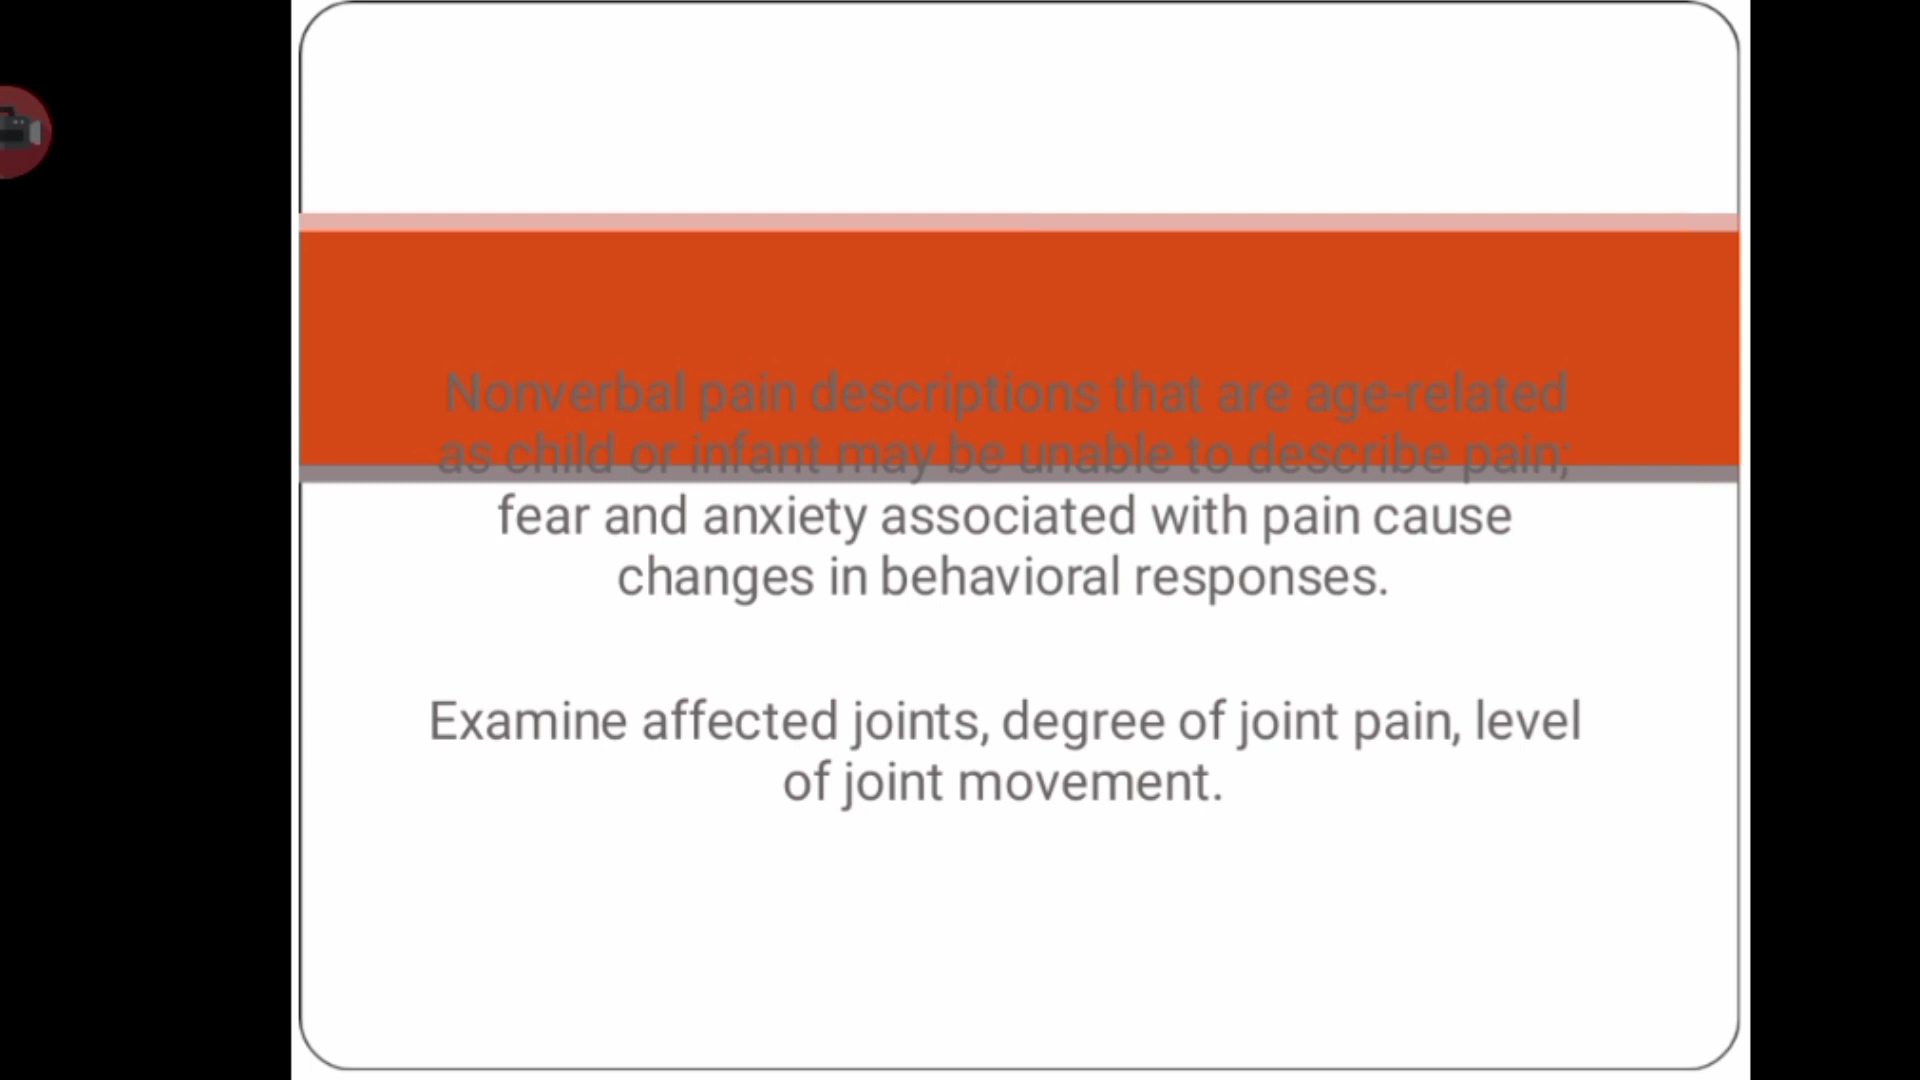 Nonverbal pain descriptions that are age-related
as child or infant may be unable to describe pain;
fear and anxiety associated with pain cause
changes in behavioral responses.
Examine affected joints, degree of joint pain, level
of joint movement.